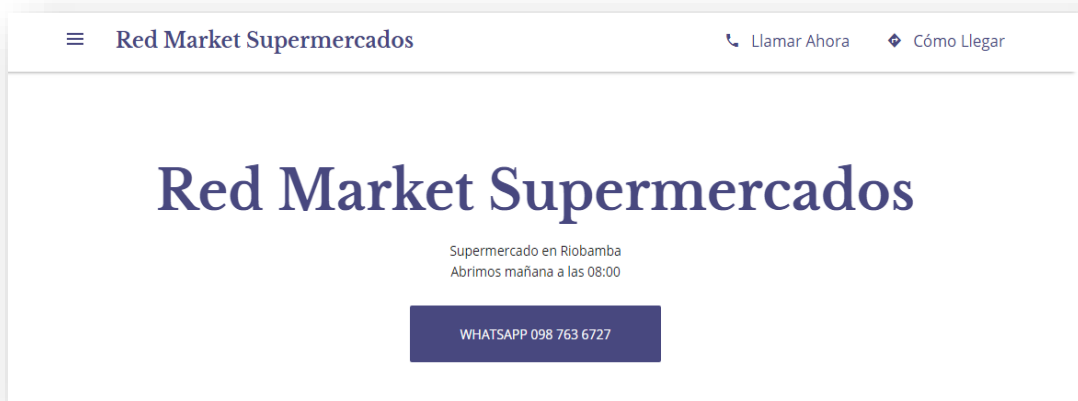 Red Market Supermercados
Llamar Ahora
Cómo Llegar
Red Market Supermercados
Supermercado en Riobamba
Abrimos mañana a las 08:00
WHATSAPP 098 763 6727